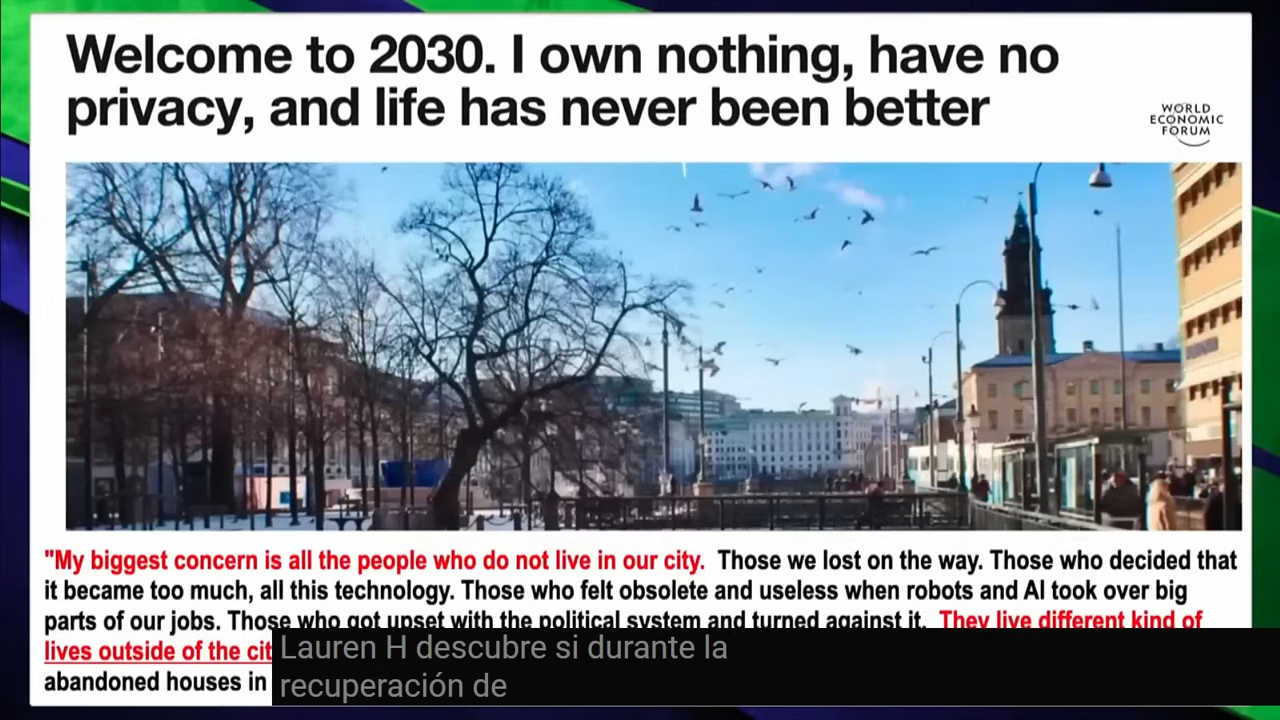 Welcome to 2030. I own nothing, have no
privacy, and life has never been better
WORLD
ECONOMIC
FORUM
"My biggest concern is all the people who do not live in our city. Those we lost on the way. Those who decided that
it became too much, all this technology. Those who felt obsolete and useless when robots and AI took over big
parts of our jobs. Those who got upset with the political system and turned against it. They live different kind of
lives outside of the cit
abandoned houses in
Lauren H descubre si durante la
recuperación de